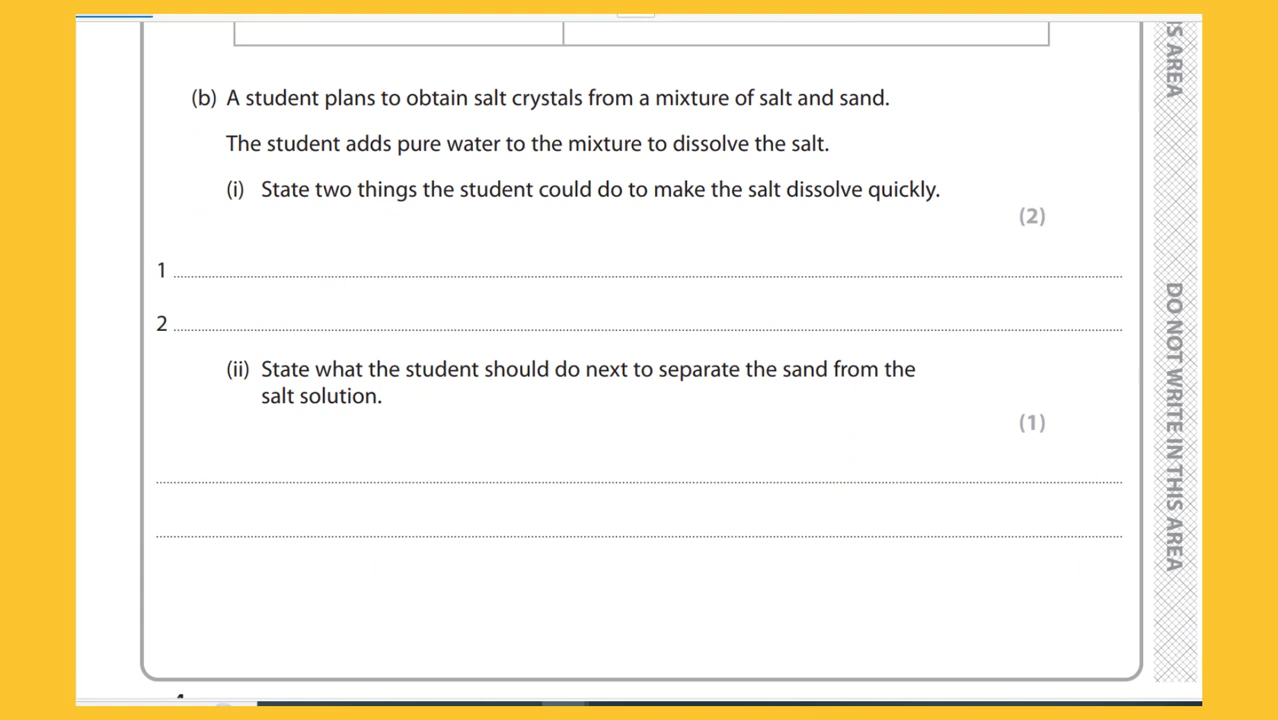 IS AREA
(b) A student plans to obtain salt crystals from a mixture of salt and sand.
The student adds pure water to the mixture to dissolve the salt.
(i) State two things the student could do to make the salt dissolve quickly.
(2)
1
2
(ii) State what the student should do next to separate the sand from the
salt solution.
(1)
DO NOT WRITE IN THIS AREA